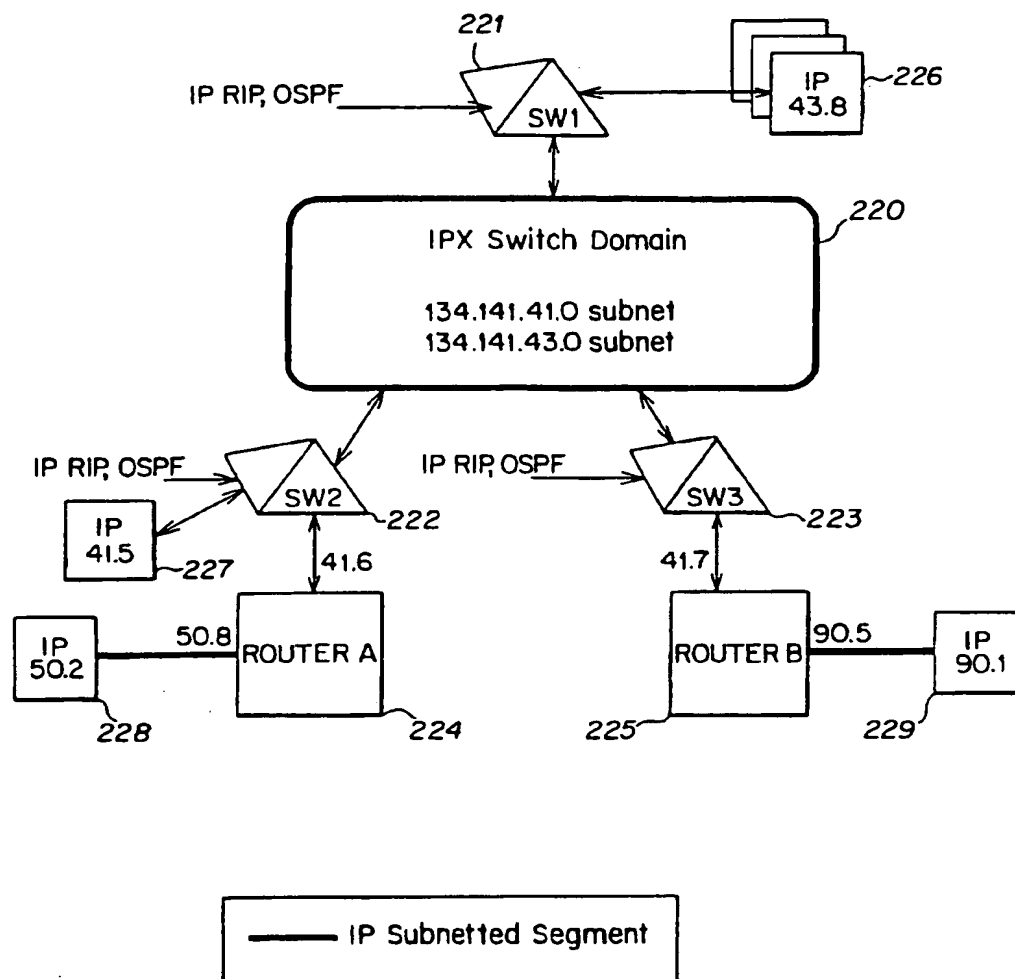 221
IP RIP, OSPF
SW1
IP
43.8
226
220
IPX Switch Domain
134.141.41.0 subnet
134.141.43.0 subnet
IP RIP, OSPF
SW2
222
IP
41.5
227
IP RIP, OSPF
SW3
223
41.6
41.7
IP
50.2
228
50.8
ROUTER A
224
ROUTER B
225
90.5
IP
90.1
229
IP Subnetted Segment